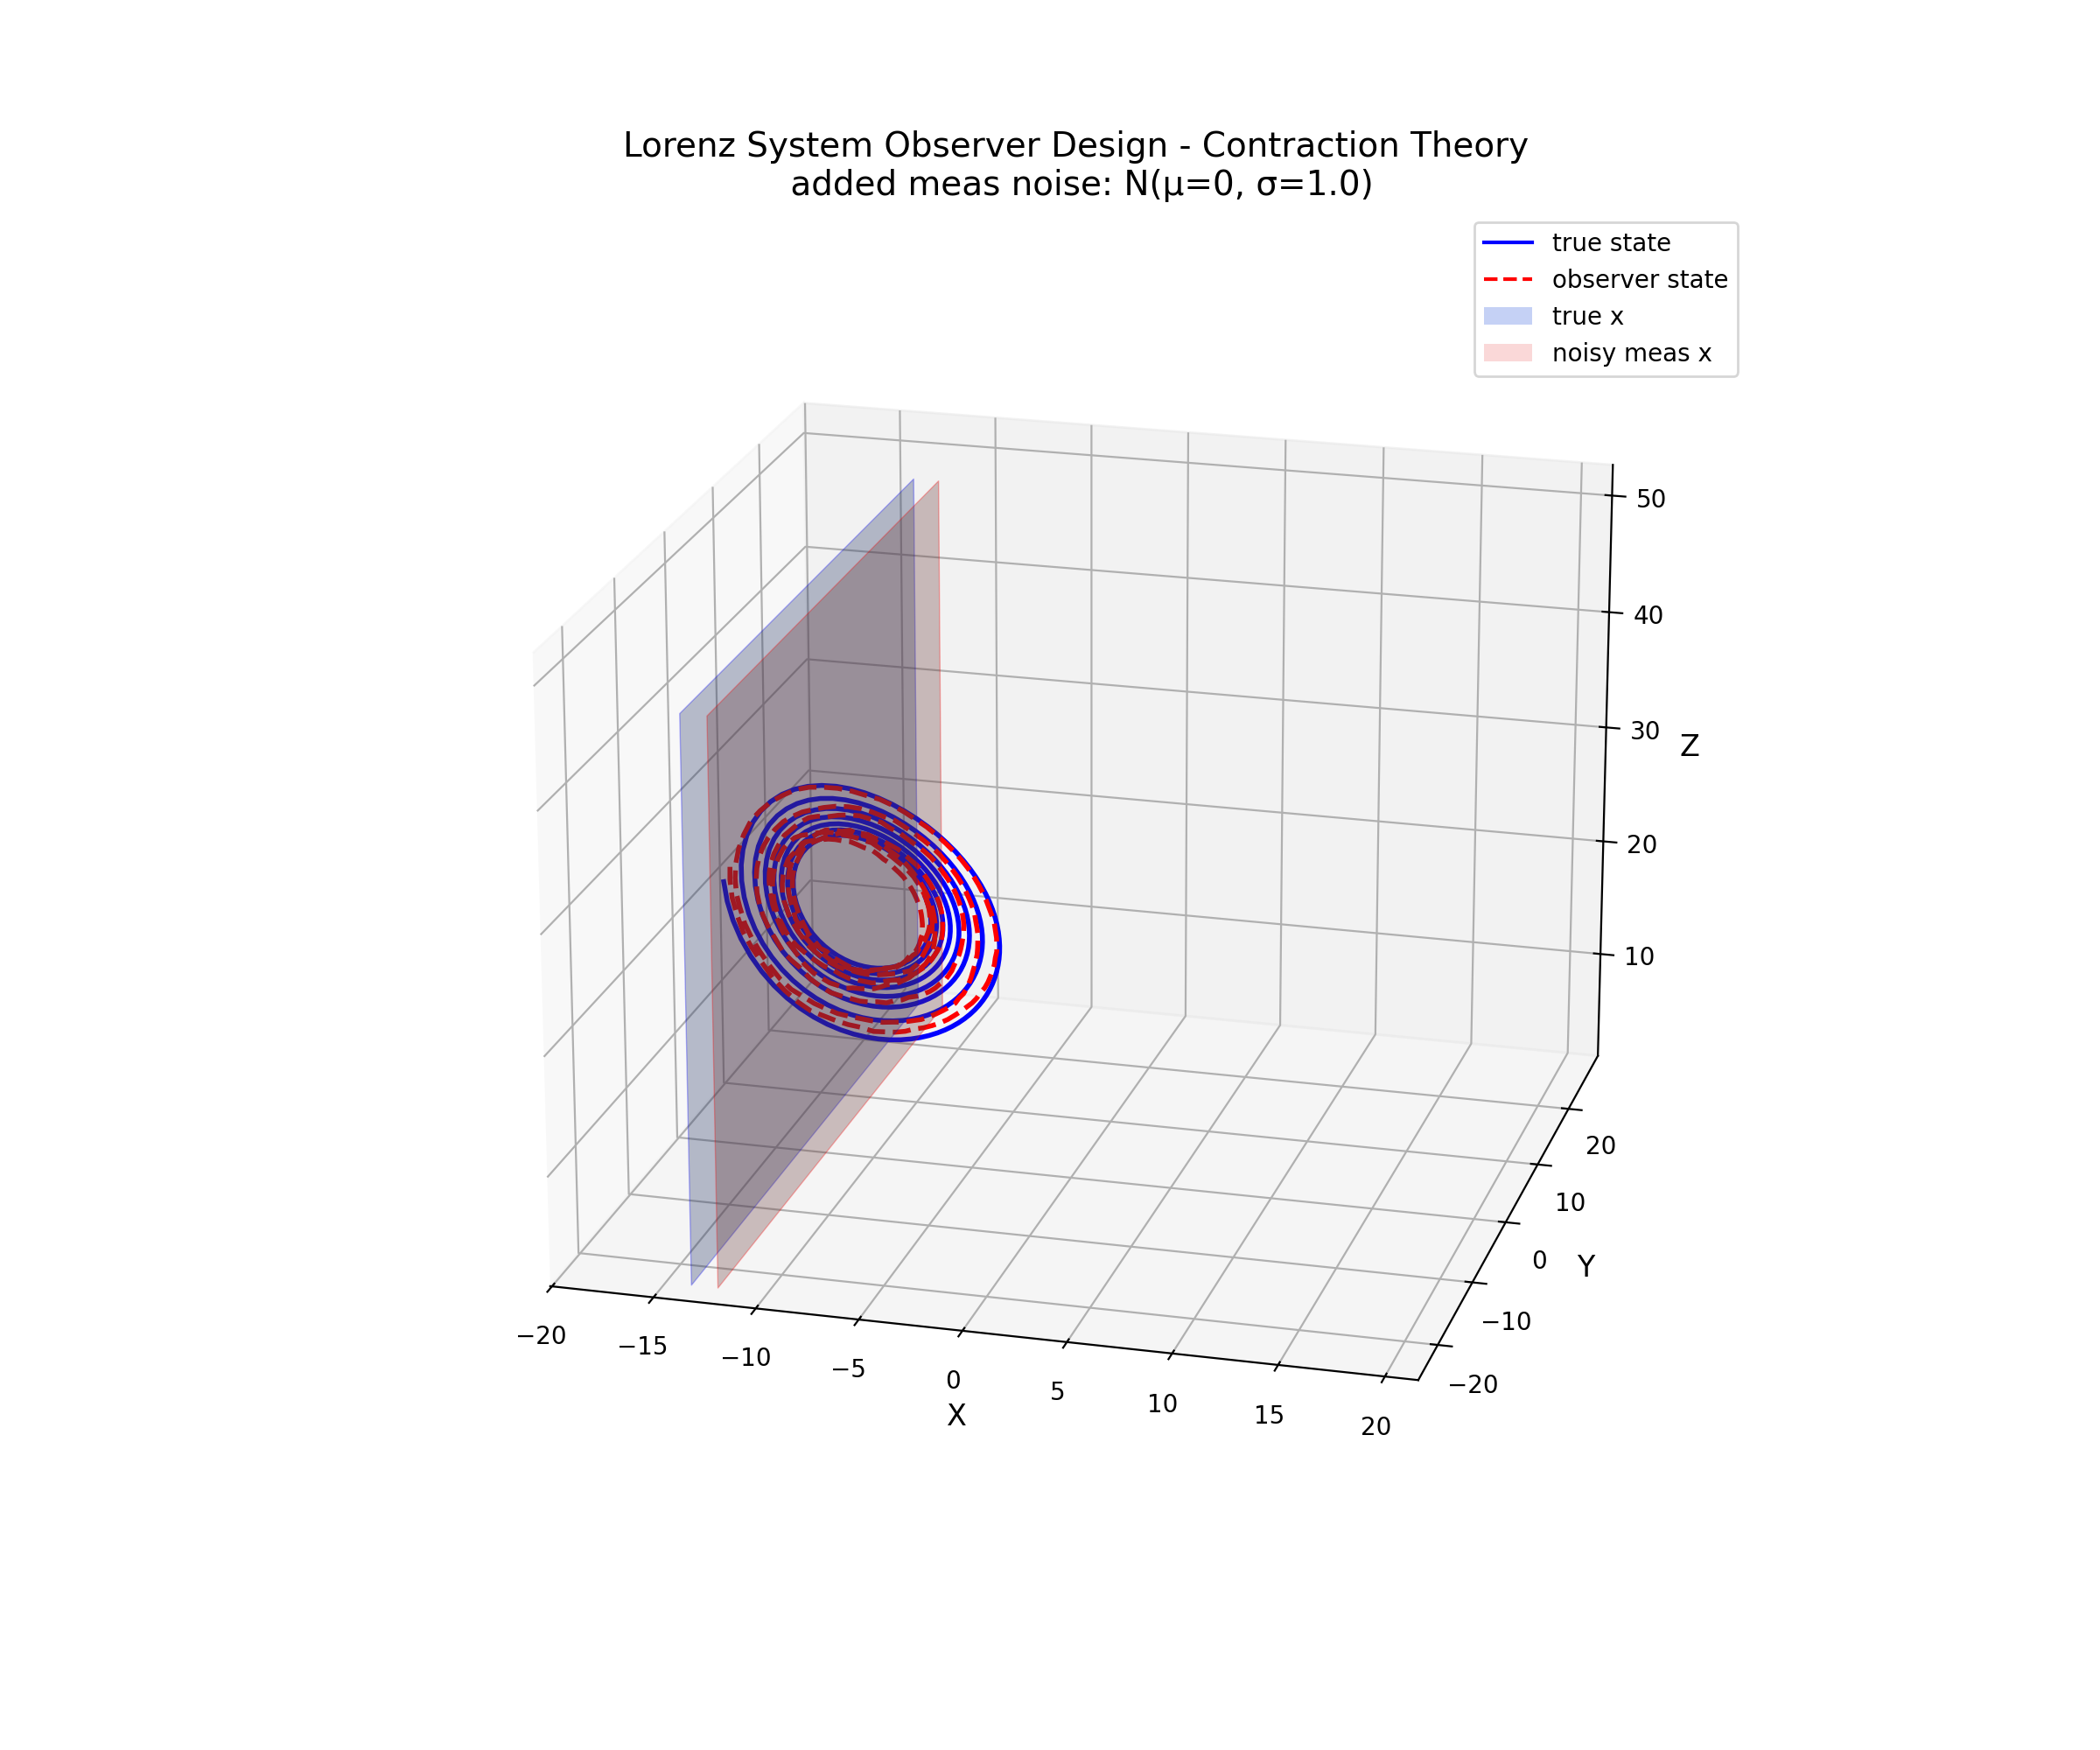 Lorenz System Observer Design - Contraction Theory
added meas noise: N(μ=0, σ=1.0)
true state
observer state
true x
noisy meas x
50
40
30
Z
20
10
20
10
0
Y
−10
−20
−20
−15
−10
−5
0
5
10
15
20
X